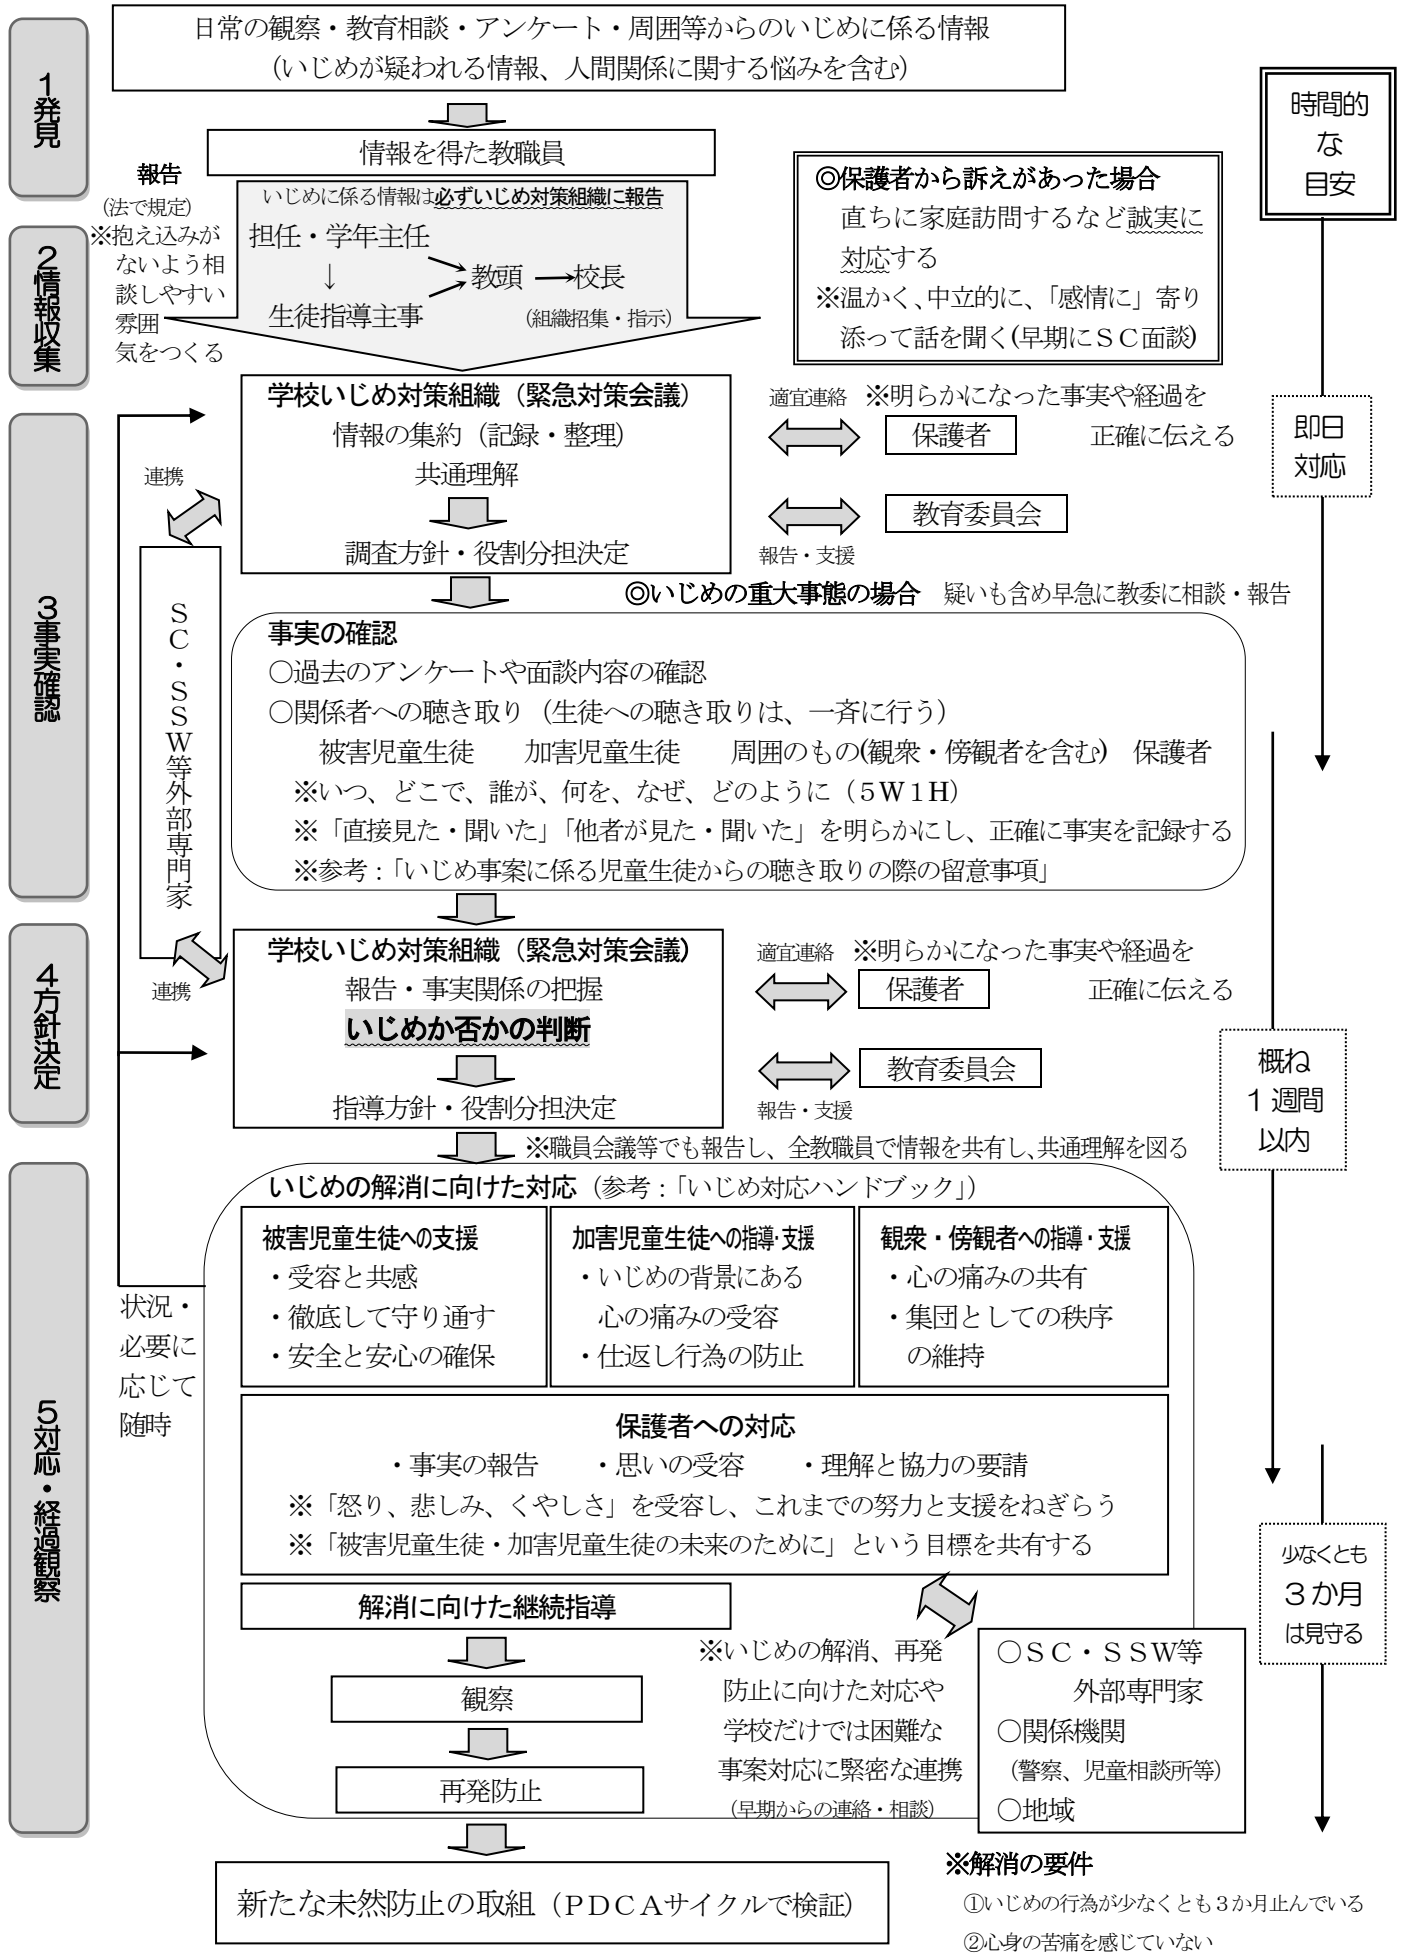 日常の観察・教育相談・アンケート・周囲等からのいじめに係る情報
（いじめが疑われる情報、人間関係に関する悩みを含む）
１発見
時間的
な
目安
情報を得た教職員
報告
（法で規定）
※抱え込みが
ないよう相
談しやすい
雰囲
気をつくる
いじめに係る情報は必ずいじめ対策組織に報告
担任・学年主任
↓
教頭
校長
生徒指導主事
（組織招集・指示）
◎保護者から訴えがあった場合
直ちに家庭訪問するなど誠実に
対応する
※温かく、中立的に、「感情に」寄り
添って話を聞く(早期にＳＣ面談)
２情報収集
学校いじめ対策組織（緊急対策会議）
情報の集約（記録・整理）
共通理解
調査方針・役割分担決定
適宜連絡
※明らかになった事実や経過を
保護者
正確に伝える
教育委員会
報告・支援
即日
対応
連携
ＳＣ・ＳＳＷ等外部専門家
連携
３事実確認
◎いじめの重大事態の場合　疑いも含め早急に教委に相談・報告
事実の確認
○過去のアンケートや面談内容の確認
○関係者への聴き取り（生徒への聴き取りは、一斉に行う）
被害児童生徒　　加害児童生徒　　周囲のもの(観衆・傍観者を含む)　保護者
※いつ、どこで、誰が、何を、なぜ、どのように（５Ｗ１Ｈ）
※「直接見た・聞いた」「他者が見た・聞いた」を明らかにし、正確に事実を記録する
※参考：「いじめ事案に係る児童生徒からの聴き取りの際の留意事項」
４方針決定
学校いじめ対策組織（緊急対策会議）
報告・事実関係の把握
いじめか否かの判断
指導方針・役割分担決定
適宜連絡
※明らかになった事実や経過を
保護者
正確に伝える
教育委員会
報告・支援
概ね
１週間
以内
※職員会議等でも報告し、全教職員で情報を共有し、共通理解を図る
５対応・経過観察
いじめの解消に向けた対応（参考：「いじめ対応ハンドブック」）
被害児童生徒への支援
・受容と共感
・徹底して守り通す
・安全と安心の確保
加害児童生徒への指導・支援
・いじめの背景にある
心の痛みの受容
・仕返し行為の防止
観衆・傍観者への指導・支援
・心の痛みの共有
・集団としての秩序
の維持
状況・
必要に
応じて
随時
保護者への対応
・事実の報告　　・思いの受容　　・理解と協力の要請
※「怒り、悲しみ、くやしさ」を受容し、これまでの努力と支援をねぎらう
※「被害児童生徒・加害児童生徒の未来のために」という目標を共有する
少なくとも
３か月
は見守る
解消に向けた継続指導
観察
再発防止
※いじめの解消、再発
防止に向けた対応や
学校だけでは困難な
事案対応に緊密な連携
（早期からの連絡・相談）
○ＳＣ・ＳＳＷ等
外部専門家
○関係機関
（警察、児童相談所等）
○地域
新たな未然防止の取組（ＰＤＣＡサイクルで検証）
※解消の要件
①いじめの行為が少なくとも３か月止んでいる
②心身の苦痛を感じていない